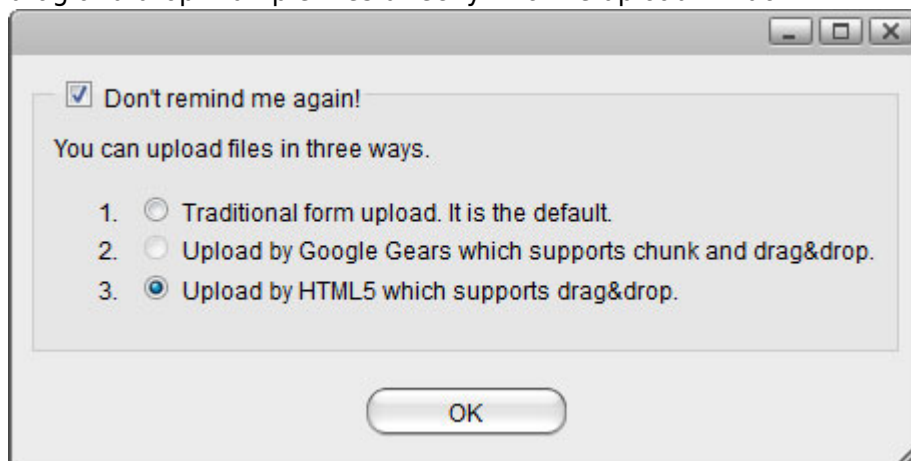 Don't remind me again!
You can upload files in three ways.
1. Traditional form upload. It is the default.
2. Upload by Google Gears which supports chunk and drag&drop.
3. Upload by HTML5 which supports drag&drop.
OK